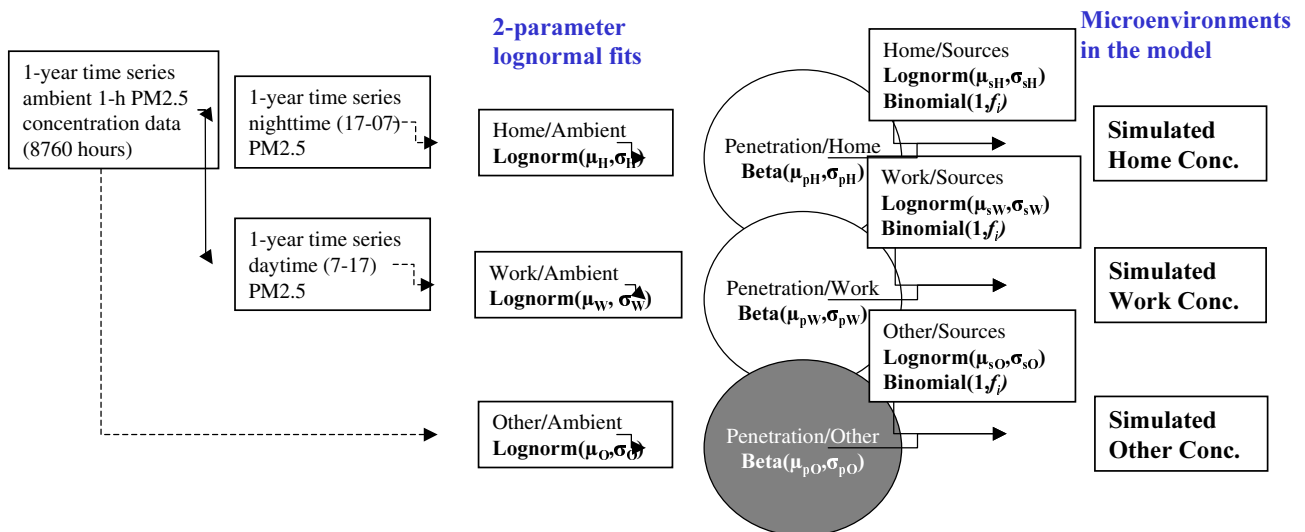 2-parameter
lognormal fits
Microenvironments
in the model
1-year time series
ambient 1-h PM2.5
concentration data
(8760 hours)
1-year time series
nighttime (17-07)
PM2.5
Home/Ambient
Lognorm(μH,σH)
Penetration/Home
Beta(μpH,σpH)
Home/Sources
Lognorm(μsH,σsH)
Binomial(1,fi)
Simulated
Home Conc.
1-year time series
daytime (7-17)
PM2.5
Work/Ambient
Lognorm(μW, σW)
Penetration/Work
Beta(μpW,σpW)
Work/Sources
Lognorm(μsW,σsW)
Binomial(1,fi)
Simulated
Work Conc.
Other/Ambient
Lognorm(μO,σO)
Penetration/Other
Beta(μpO,σpO)
Other/Sources
Lognorm(μsO,σsO)
Binomial(1,fi)
Simulated
Other Conc.